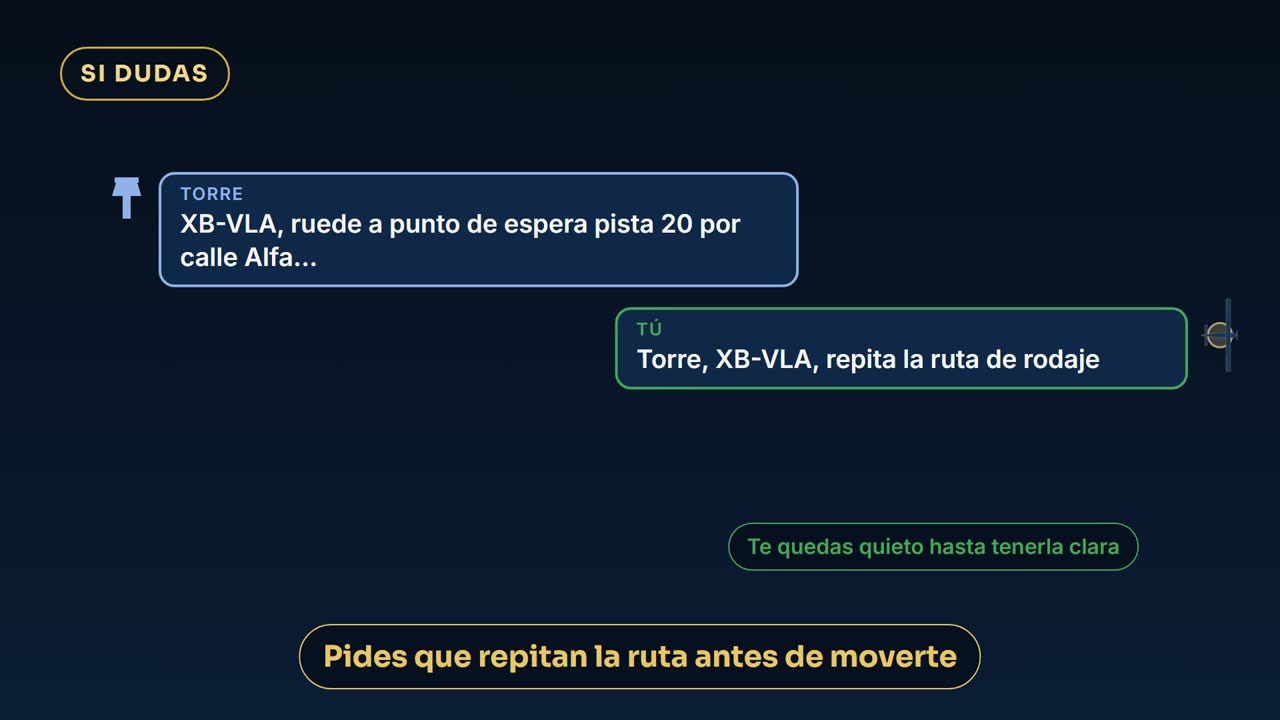 SI DUDAS
TORRE
XB-VLA, ruede a punto de espera pista 20 por
calle Alfa...
TÚ
Torre, XB-VLA, repita la ruta de rodaje
Te quedas quieto hasta tenerla clara
Pides que repitan la ruta antes de moverte